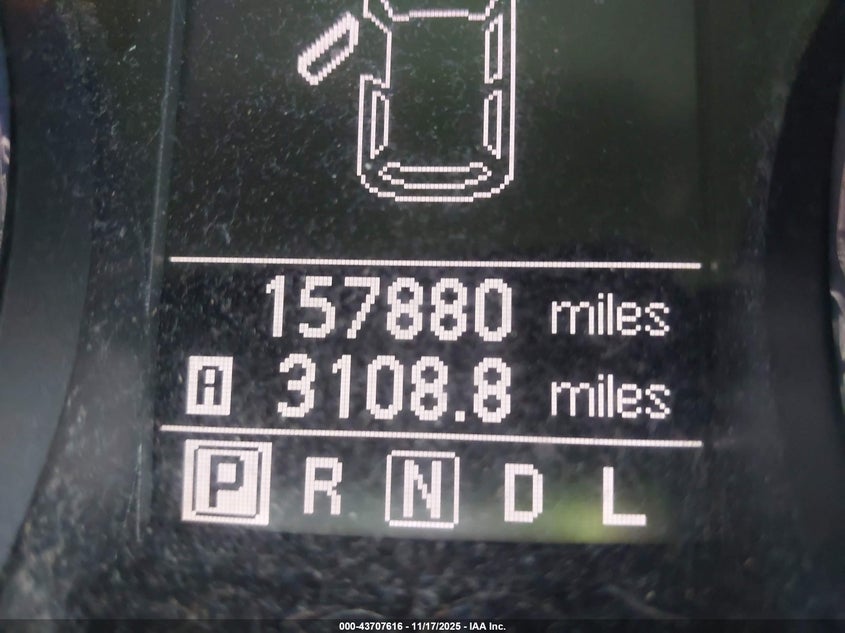 157880 miles
A 3108.8 miles
P R N D L
000-43707616 - 11/17/2025 - IAA Inc.